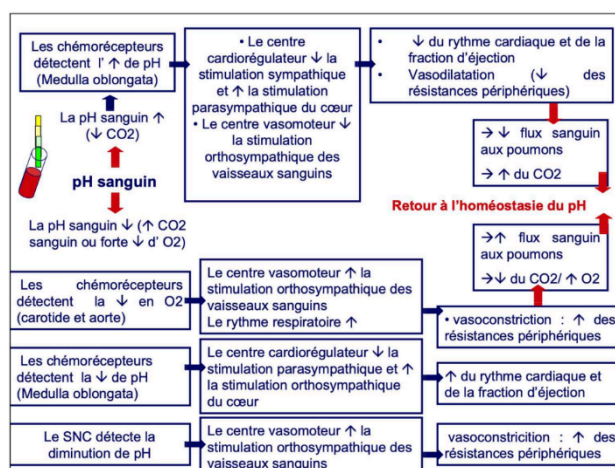 Les chémorécepteurs
détectent l' ↑ de pH
(Medulla oblongata)
• Le centre
cardiorégulateur ↓ la
stimulation sympathique
et ↑ la stimulation
parasympathique du cœur
• Le centre vasomoteur ↓
la stimulation
orthosympathique des
vaisseaux sanguins
• ↓ du rythme cardiaque et de la
fraction d'éjection
• Vasodilatation (↓ des
résistances périphériques)
La pH sanguin ↑
(↓ CO2)
→ ↓ flux sanguin
aux poumons
→ ↑ du CO2
pH sanguin
Retour à l'homéostasie du pH
La pH sanguin ↓ (↑ CO2
sanguin ou forte ↓ d' O2)
→↑ flux sanguin
aux poumons
→↓ du CO2/ ↑ O2
Les chémorécepteurs
détectent la ↓ en O2
(carotide et aorte)
Le centre vasomoteur ↑ la
stimulation orthosympathique des
vaisseaux sanguins
Le rythme respiratoire ↑
• vasoconstriction : ↑ des
résistances périphériques
Les chémorécepteurs
détectent la ↓ de pH
(Medulla oblongata)
Le centre cardiorégulateur ↓ la
stimulation parasympathique et ↑
la stimulation orthosympathique
du cœur
↑ du rythme cardiaque et
de la fraction d'éjection
Le SNC détecte la
diminution de pH
Le centre vasomoteur ↑ la
stimulation orthosympathique des
vaisseaux sanguins
vasoconstricition : ↑ des
résistances périphériques